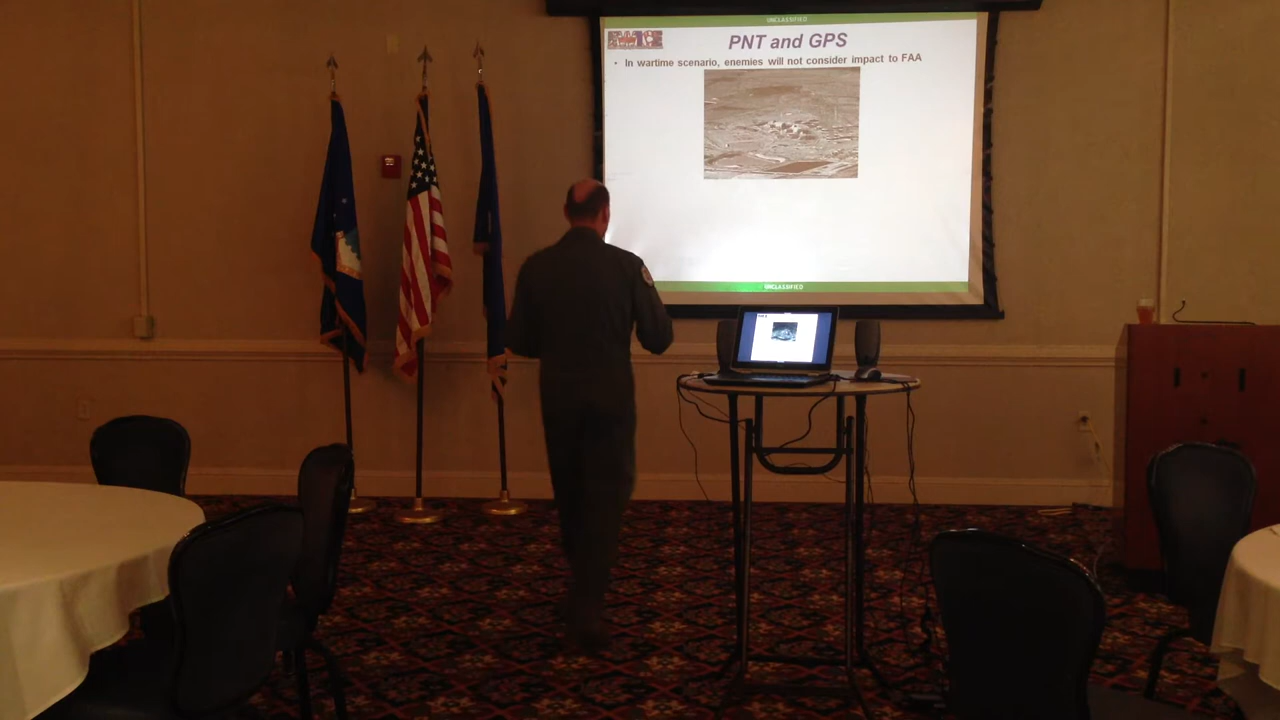 UNCLASSIFIED
PNT and GPS
• In wartime scenario, enemies will not consider impact to FAA
UNCLASSIFIED